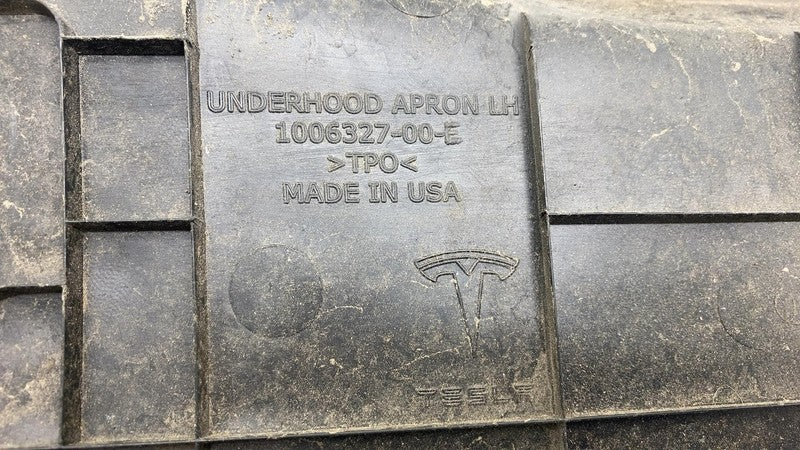 UNDERHOOD APRON LH
1006327-00-E
>TPO<
MADE IN USA
TESLA